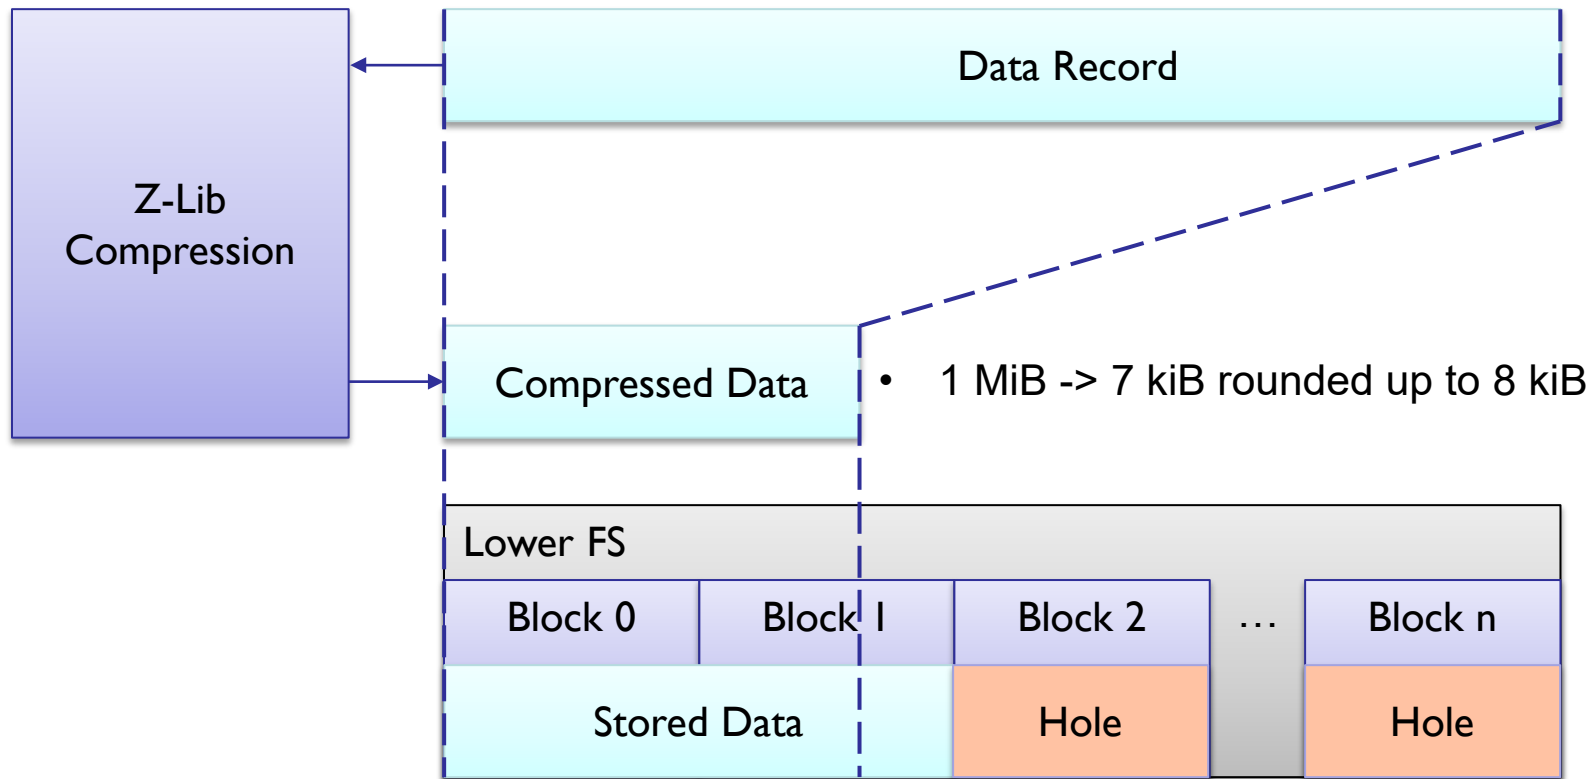 Data Record
Z-Lib
Compression
Compressed Data
• 1 MiB -> 7 kiB rounded up to 8 kiB
Lower FS
Block 0 Block 1 Block 2 … Block n
Stored Data Hole Hole